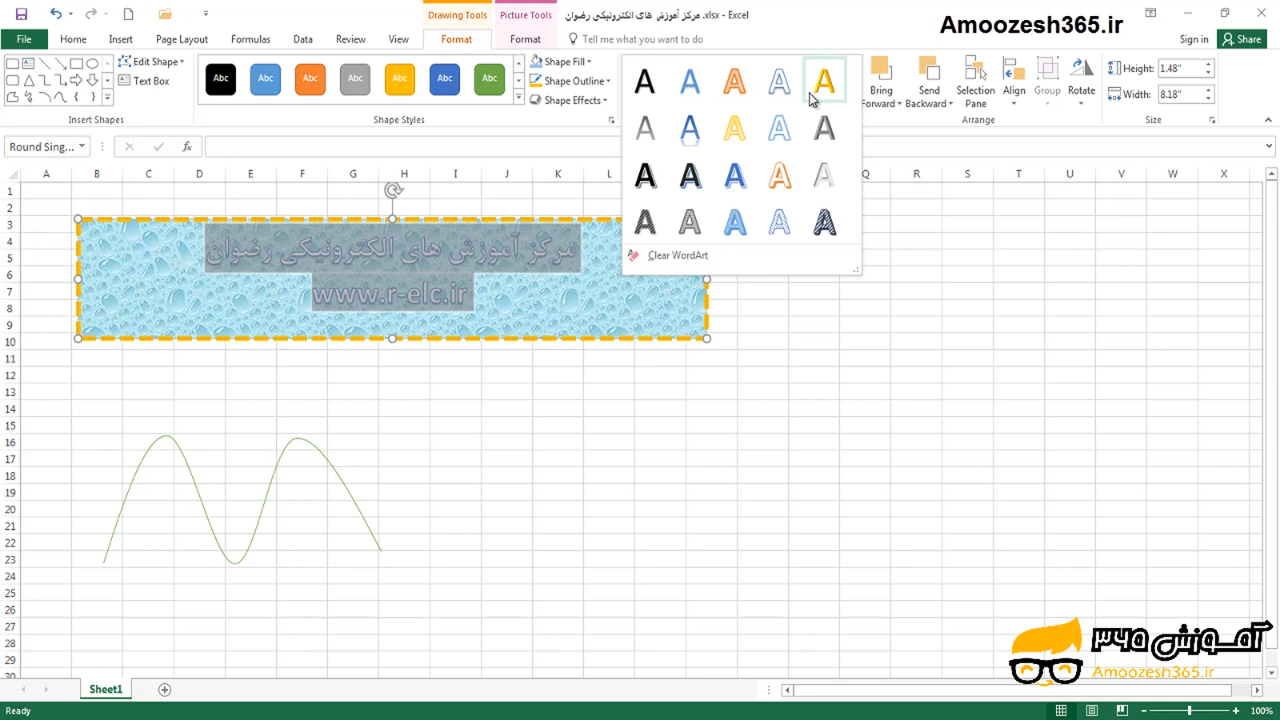 Drawing Tools
Picture Tools
مرکز آموزش های الکترونیکی رضوان.xlsx - Excel
Amoozesh365.ir
File
Home
Insert
Page Layout
Formulas
Data
Review
View
Format
Format
Tell me what you want to do
Sign in
Share
Edit Shape
Text Box
Insert Shapes
Abc
Abc
Abc
Abc
Abc
Abc
Abc
Shape Fill
Shape Outline
Shape Effects
Shape Styles
A A A A A
A A A A A
A A A A A
A A A A A
Clear WordArt
Bring Forward
Send Backward
Selection Pane
Align
Group
Rotate
Arrange
Height: 1.48"
Width: 8.18"
Size
Round Sing...
fx
A B C D E F G H I J K L Q R S T U V W X
1
2
3
4
5
6
7
8
9
10
11
12
13
14
15
16
17
18
19
20
21
22
23
24
25
26
27
28
29
30
مرکز آموزش های الکترونیکی رضوان
www.r-elc.ir
آموزش ۳۶۵
Amoozesh365.ir
Sheet1
Ready
100%